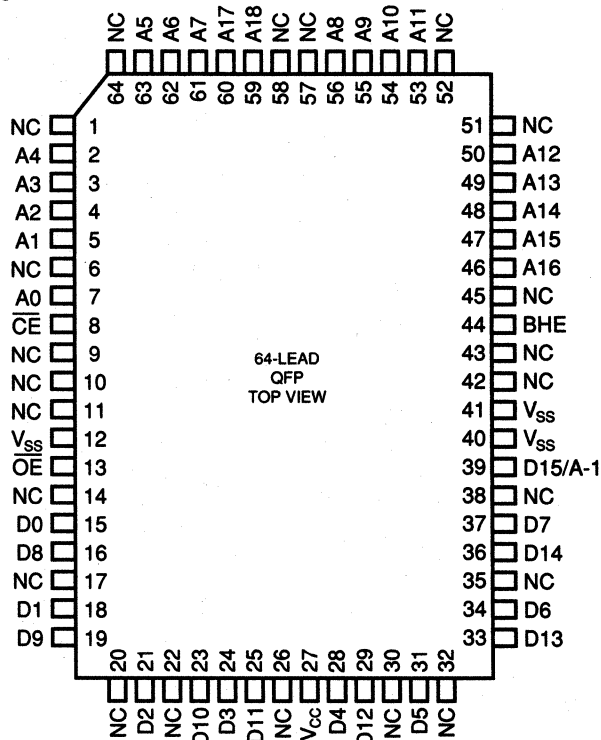 NC A5 A6 A7 A17 A18 NC NC A8 A9 A10 A11 NC
64 63 62 61 60 59 58 57 56 55 54 53 52
NC 1 51 NC
A4 2 50 A12
A3 3 49 A13
A2 4 48 A14
A1 5 47 A15
NC 6 46 A16
A0 7 45 NC
C̅E̅ 8 44 BHE
NC 9 43 NC
64-LEAD
QFP
TOP VIEW
NC 10 42 NC
NC 11 41 VSS
VSS 12 40 VSS
O̅E̅ 13 39 D15/A-1
NC 14 38 NC
D0 15 37 D7
D8 16 36 D14
NC 17 35 NC
D1 18 34 D6
D9 19 33 D13
20 21 22 23 24 25 26 27 28 29 30 31 32
NC D2 NC D10 D3 D11 NC VCC D4 D12 NC D5 NC